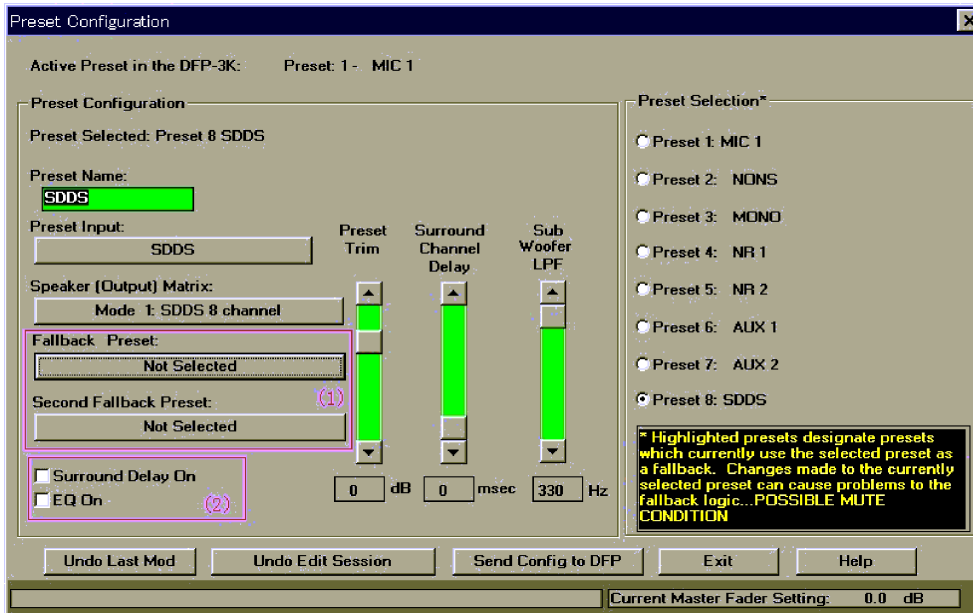 Preset Configuration
Active Preset in the DFP-3K: Preset: 1 - MIC 1
Preset Configuration
Preset Selected: Preset 8 SDDS
Preset Name:
SDDS
Preset Input:
SDDS
Speaker (Output) Matrix:
Mode 1: SDDS 8 channel
Fallback Preset:
Not Selected
(1)
Second Fallback Preset:
Not Selected
Surround Delay On
EQ On
(2)
Preset
Trim
0 dB
Surround
Channel
Delay
0 msec
Sub
Woofer
LPF
330 Hz
Preset Selection*
Preset 1: MIC 1
Preset 2: NONS
Preset 3: MONO
Preset 4: NR 1
Preset 5: NR 2
Preset 6: AUX 1
Preset 7: AUX 2
Preset 8: SDDS
* Highlighted presets designate presets
which currently use the selected preset as
a fallback. Changes made to the currently
selected preset can cause problems to the
fallback logic...POSSIBLE MUTE
CONDITION
Undo Last Mod
Undo Edit Session
Send Config to DFP
Exit
Help
Current Master Fader Setting: 0.0 dB